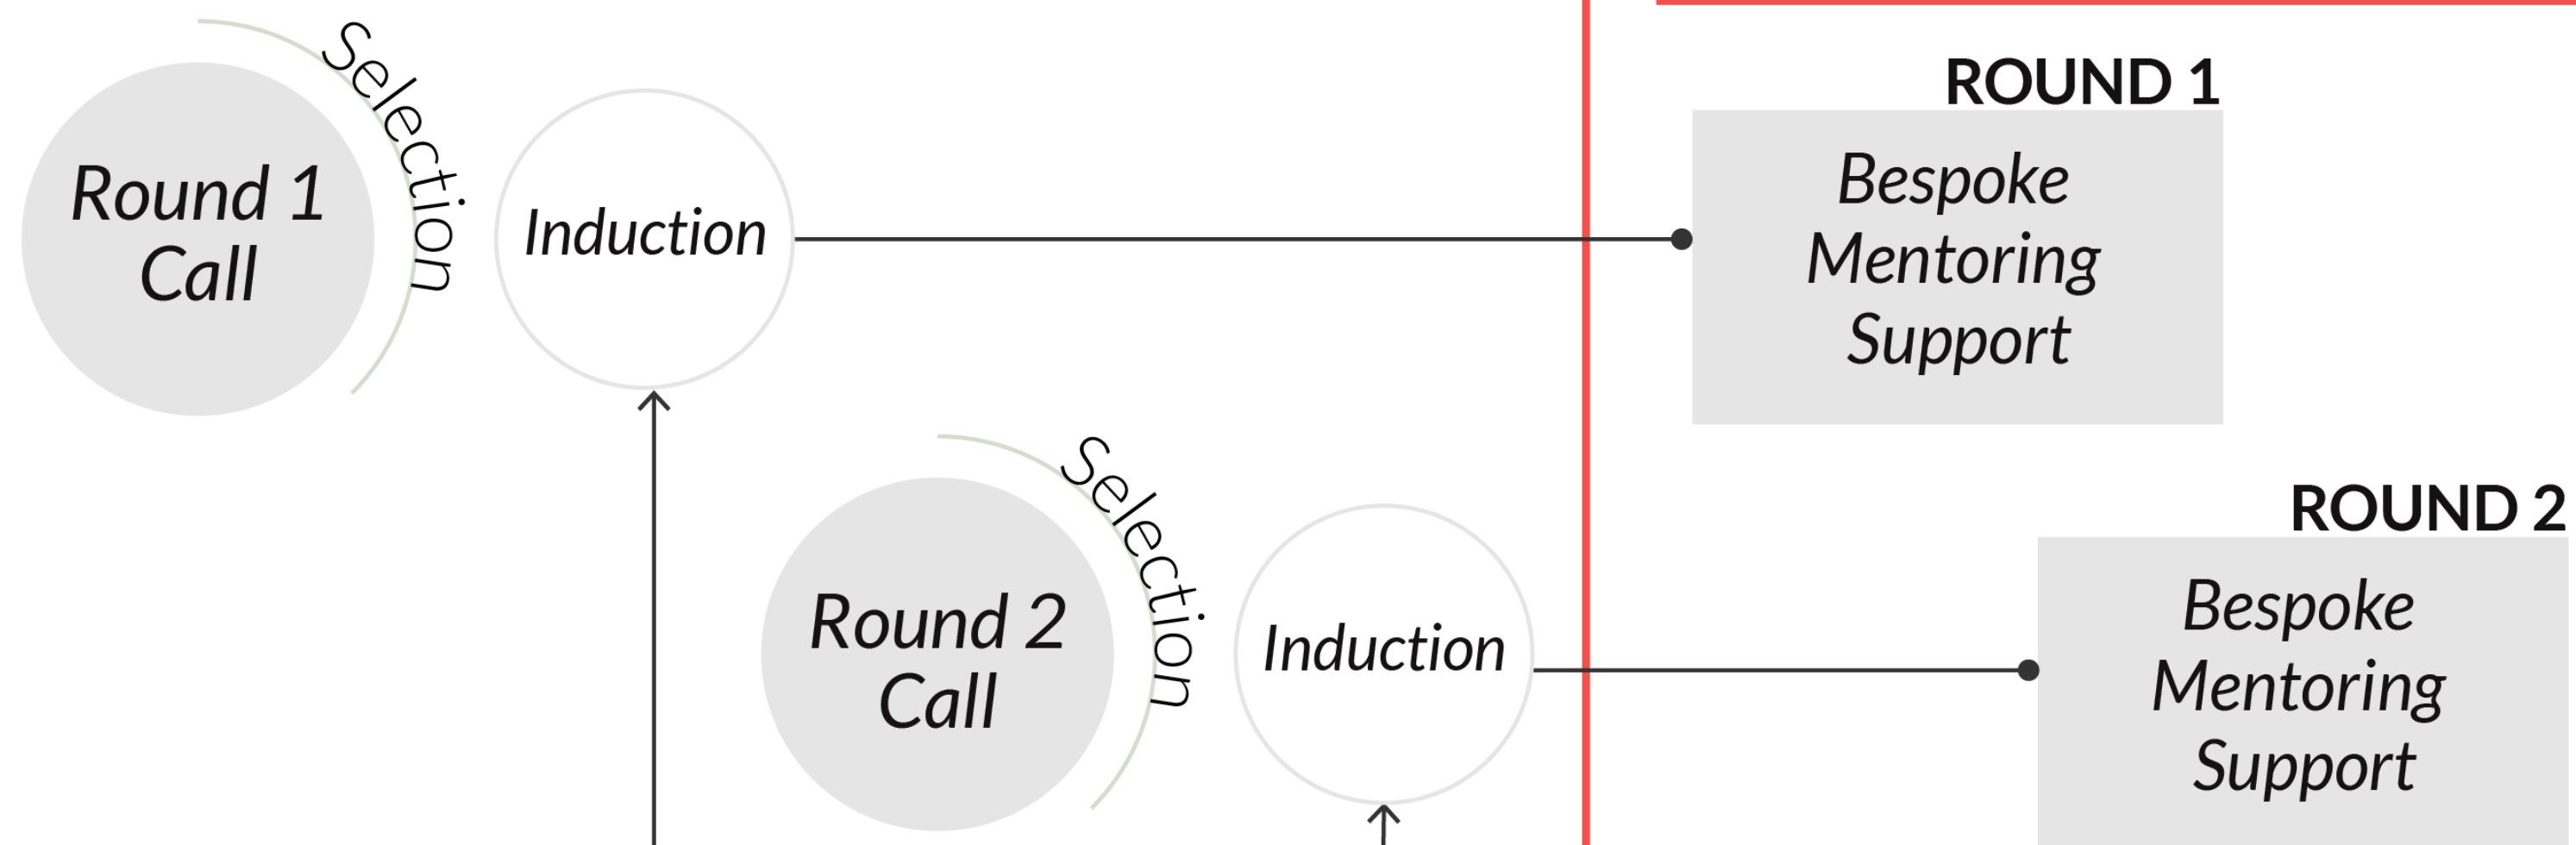 Round 1
Call
Selection
Induction
ROUND 1
Bespoke
Mentoring
Support
Round 2
Call
Selection
Induction
ROUND 2
Bespoke
Mentoring
Support